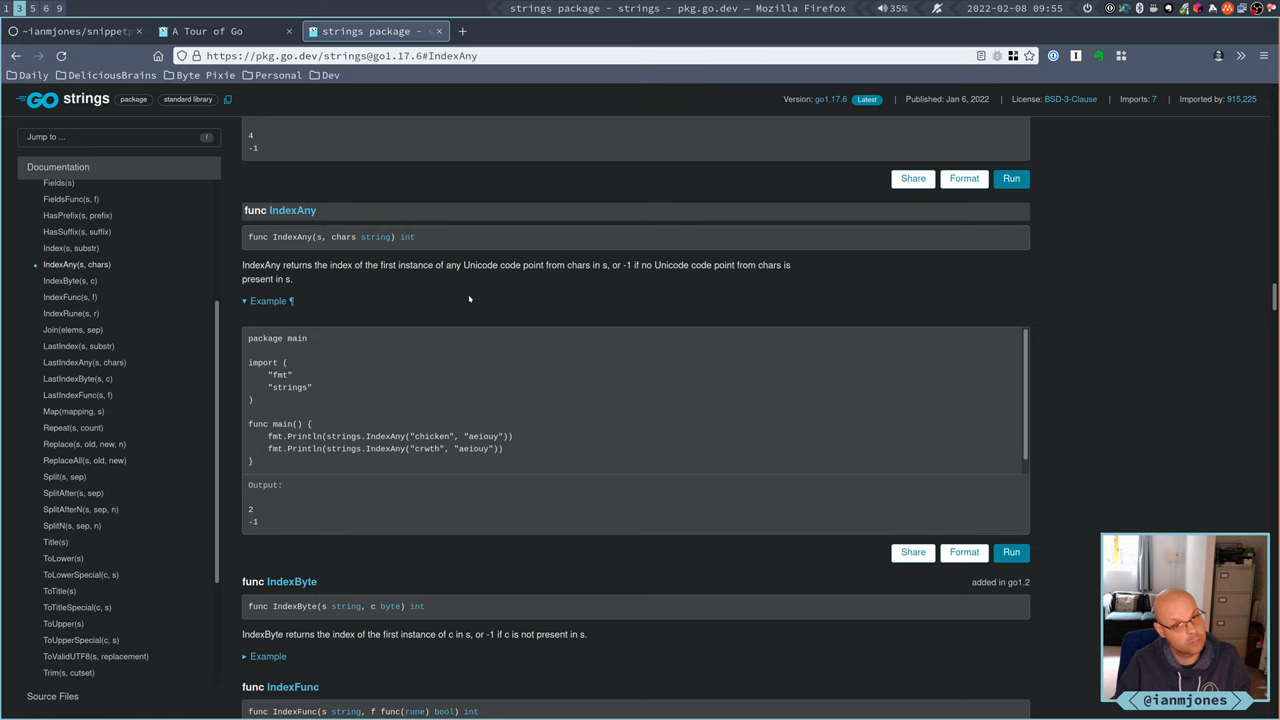 1 3 5 6 9
strings package - strings - pkg.go.dev — Mozilla Firefox
35%
2022-02-08 09:55
~ianmjones/snippetp
A Tour of Go
strings package - s
https://pkg.go.dev/strings@go1.17.6#IndexAny
Daily
DeliciousBrains
Byte Pixie
Personal
Dev
GO strings package standard library
Version: go1.17.6 Latest | Published: Jan 6, 2022 | License: BSD-3-Clause | Imports: 7 | Imported by: 915,225
Jump to ... f
Documentation
Fields(s)
FieldsFunc(s, f)
HasPrefix(s, prefix)
HasSuffix(s, suffix)
Index(s, substr)
IndexAny(s, chars)
IndexByte(s, c)
IndexFunc(s, f)
IndexRune(s, r)
Join(elems, sep)
LastIndex(s, substr)
LastIndexAny(s, chars)
LastIndexByte(s, c)
LastIndexFunc(s, f)
Map(mapping, s)
Repeat(s, count)
Replace(s, old, new, n)
ReplaceAll(s, old, new)
Split(s, sep)
SplitAfter(s, sep)
SplitAfterN(s, sep, n)
SplitN(s, sep, n)
Title(s)
ToLower(s)
ToLowerSpecial(c, s)
ToTitle(s)
ToTitleSpecial(c, s)
ToUpper(s)
ToUpperSpecial(c, s)
ToValidUTF8(s, replacement)
Trim(s, cutset)
Source Files
4
-1
Share Format Run
func IndexAny
func IndexAny(s, chars string) int
IndexAny returns the index of the first instance of any Unicode code point from chars in s, or -1 if no Unicode code point from chars is
present in s.
▾ Example ¶
package main
import (
"fmt"
"strings"
)
func main() {
fmt.Println(strings.IndexAny("chicken", "aeiouy"))
fmt.Println(strings.IndexAny("crwth", "aeiouy"))
}
Output:
2
-1
Share Format Run
func IndexByte added in go1.2
func IndexByte(s string, c byte) int
IndexByte returns the index of the first instance of c in s, or -1 if c is not present in s.
▸ Example
func IndexFunc
func IndexFunc(s string, f func(rune) bool) int
@ianmjones